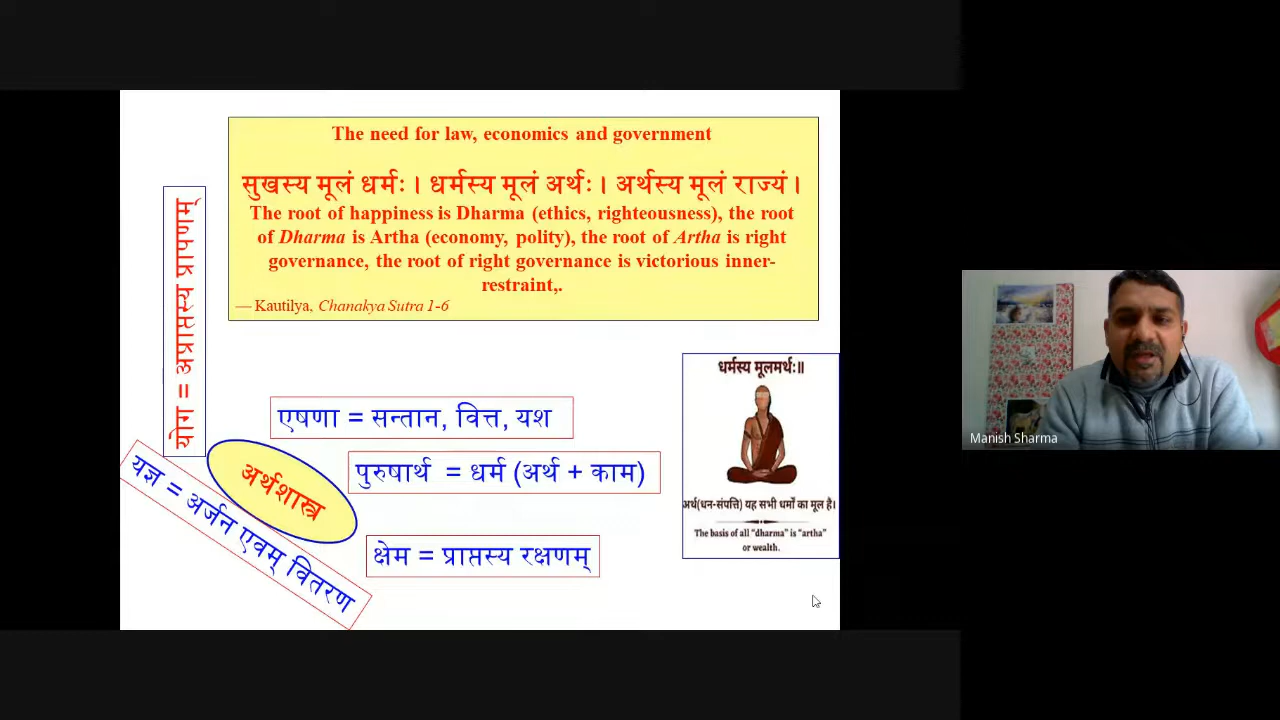 The need for law, economics and government
सुखस्य मूलं धर्मः । धर्मस्य मूलं अर्थः । अर्थस्य मूलं राज्यं ।
The root of happiness is Dharma (ethics, righteousness), the root
of Dharma is Artha (economy, polity), the root of Artha is right
governance, the root of right governance is victorious inner-
restraint,.
— Kautilya, Chanakya Sutra 1-6
योग = अप्राप्तस्य प्रापणम्
एषणा = सन्तान, वित्त, यश
पुरुषार्थ = धर्म (अर्थ + काम)
अर्थशास्त्र
यज्ञ = अर्जन एवम् वितरण
क्षेम = प्राप्तस्य रक्षणम्
धर्मस्य मूलमर्थः॥
अर्थ(धन-संपत्ति) यह सभी धर्मों का मूल है।
The basis of all "dharma" is "artha"
or wealth.
Manish Sharma